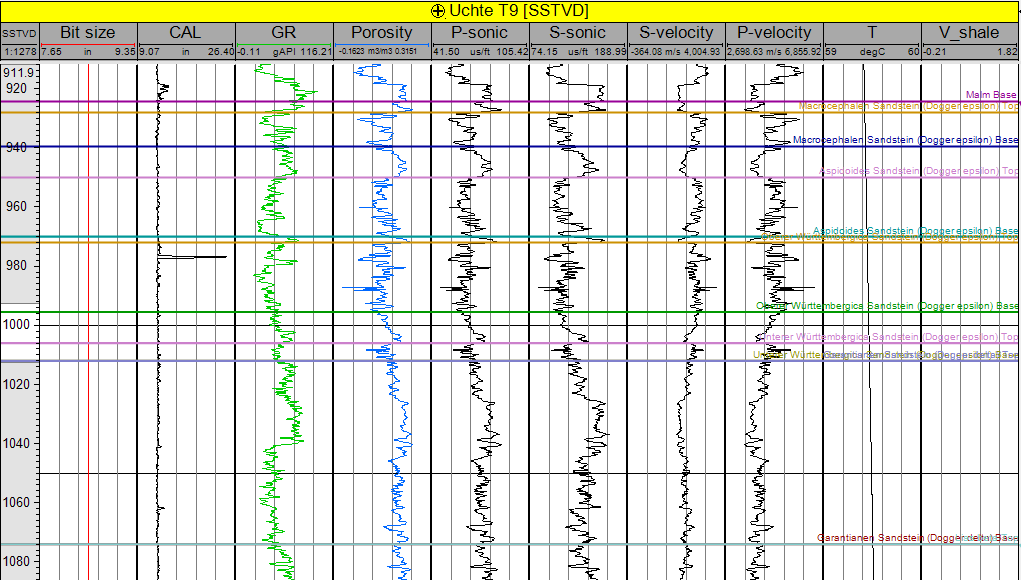 Uchte T9 [SSTVD]
SSTVD Bit size CAL GR Porosity P-sonic S-sonic S-velocity P-velocity T V_shale
1:1278 7.65 in 9.35 9.07 in 26.40 -0.11 gAPI 116.21 -0.1623 m3/m3 0.3151 41.50 us/ft 105.42 74.15 us/ft 188.99 -364.08 m/s 4,004.93 2,698.63 m/s 6,855.92 59 degC 60 -0.21 1.82
911.9
920
Malm Base
Macrocephalen Sandstein (Dogger epsilon) Top
Macrocephalen Sandstein (Dogger epsilon) Base
940
Aspidoides Sandstein (Dogger epsilon) Top
960
Aspidoides Sandstein (Dogger epsilon) Base
Oberer Württembergica Sandstein (Dogger epsilon) Top
980
Oberer Württembergica Sandstein (Dogger epsilon) Base
1000
Unterer Württembergica Sandstein (Dogger epsilon) Top
1020
1040
1060
Garantianen Sandstein (Dogger delta) Base
1080